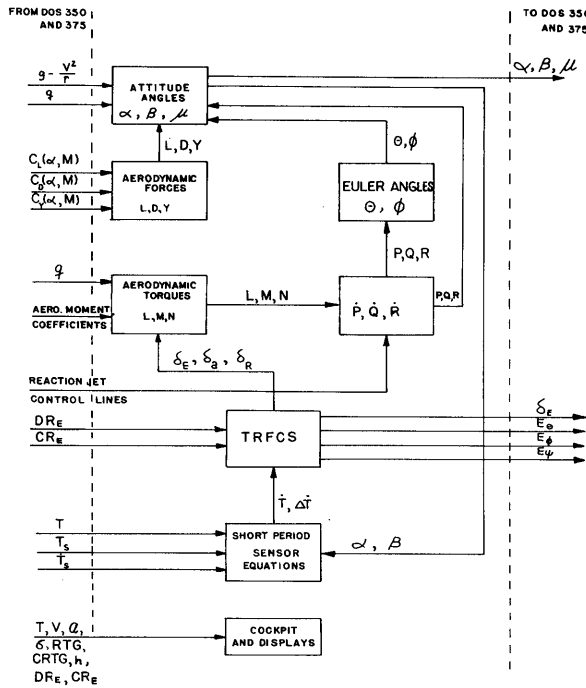 FROM DOS 350
AND 375
TO DOS 350
AND 375
g - V²/r
q
ATTITUDE
ANGLES
α, β, μ
α, β, μ
L, D, Y
θ, φ
C_L(α, M)
C_D(α, M)
C_Y(α, M)
AERODYNAMIC
FORCES
L, D, Y
EULER ANGLES
θ, φ
P, Q, R
q
AERO. MOMENT
COEFFICIENTS
AERODYNAMIC
TORQUES
L, M, N
L, M, N
Ṗ, Q̇, Ṙ
P,Q,R
δ_E, δ_a, δ_R
REACTION JET
CONTROL LINES
DR_E
CR_E
TRFCS
δ_E
E_θ
E_φ
E_ψ
Ṫ, ΔṪ
T
T_S
Ṫ_S
SHORT PERIOD
SENSOR
EQUATIONS
α, β
T, V, a,
σ, RTG,
CRTG, h,
DR_E, CR_E
COCKPIT
AND DISPLAYS